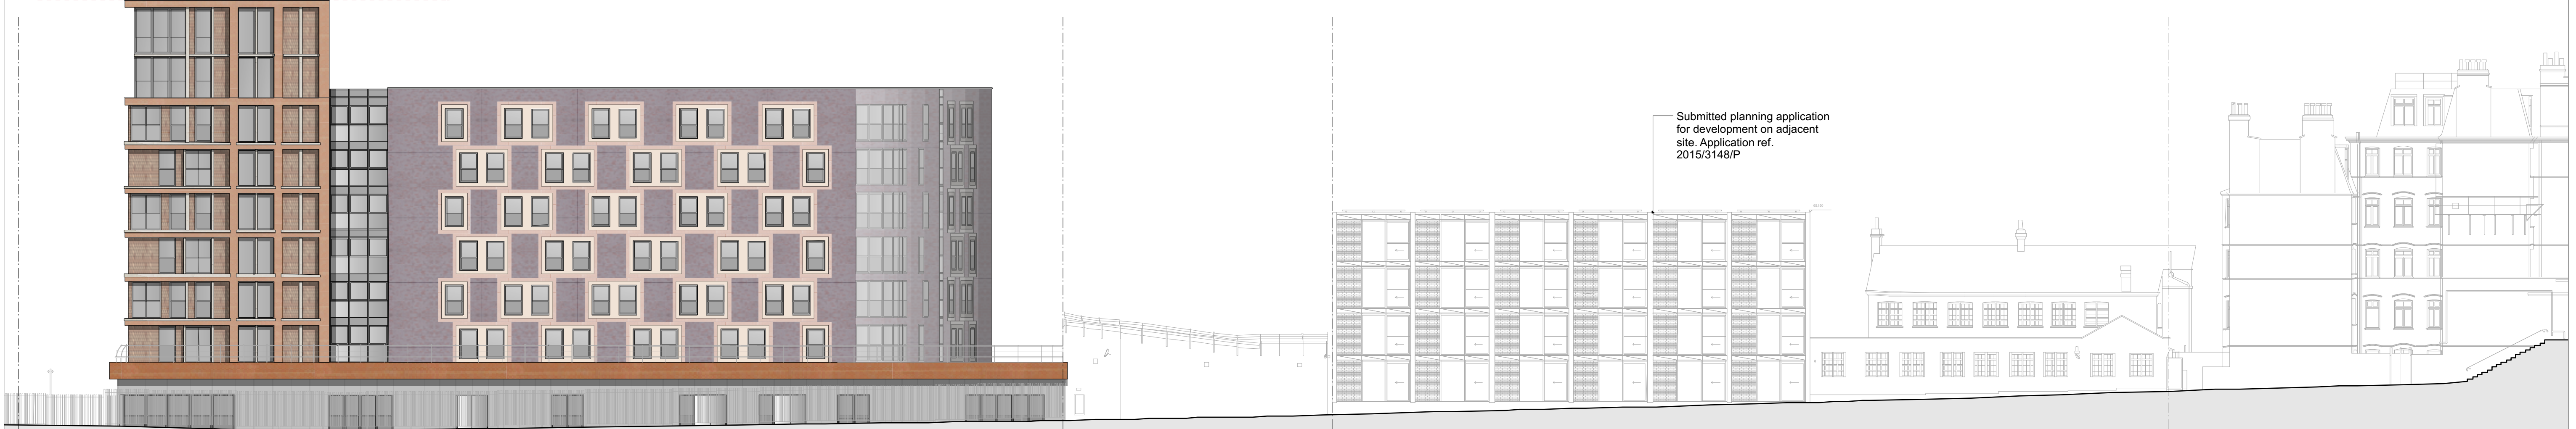 Submitted planning application
for development on adjacent
site. Application ref.
2015/3148/P